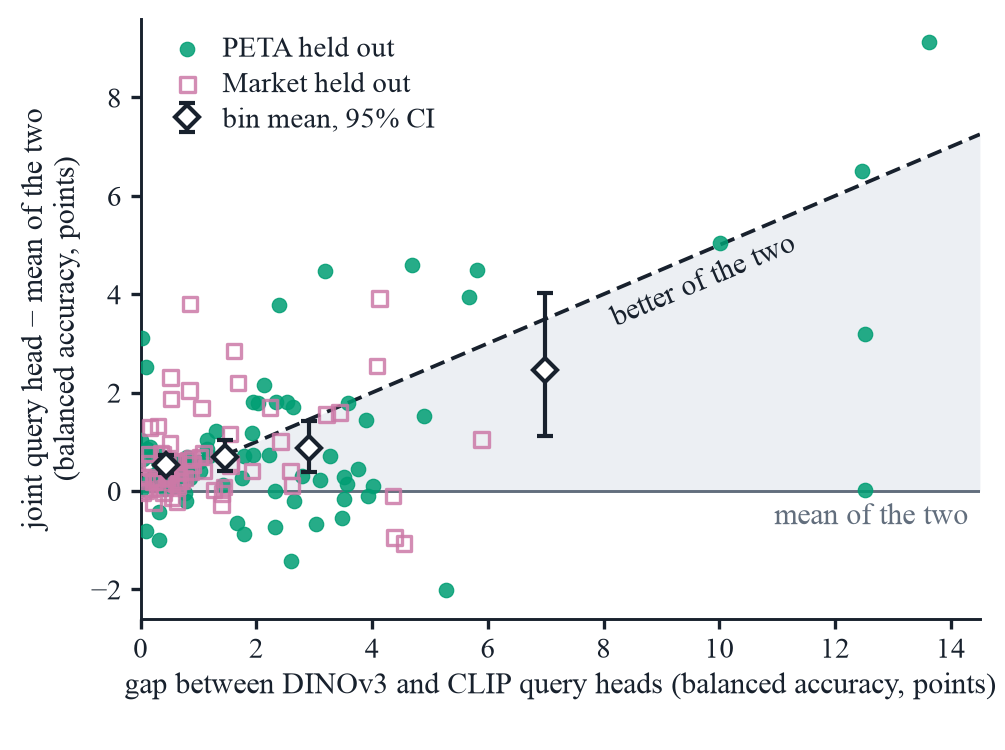 PETA held out
Market held out
bin mean, 95% CI
joint query head − mean of the two
(balanced accuracy, points)
8
6
4
2
0
−2
better of the two
mean of the two
0 2 4 6 8 10 12 14
gap between DINOv3 and CLIP query heads (balanced accuracy, points)